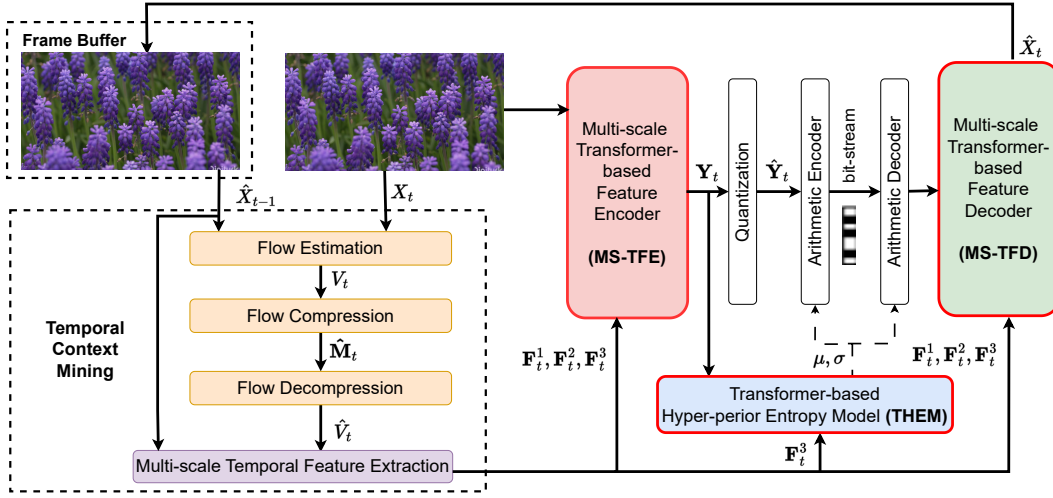 Frame Buffer
X̂_{t−1}
X_t
Temporal
Context
Mining
Flow Estimation
V_t
Flow Compression
M̂_t
Flow Decompression
V̂_t
Multi-scale Temporal Feature Extraction
Multi-scale
Transformer-
based
Feature
Encoder
(MS-TFE)
F_t^1, F_t^2, F_t^3
Y_t
Quantization
Ŷ_t
Arithmetic Encoder
bit-stream
Arithmetic Decoder
μ, σ
Transformer-based
Hyper-perior Entropy Model (THEM)
F_t^3
Multi-scale
Transformer-
based
Feature
Decoder
(MS-TFD)
F_t^1, F_t^2, F_t^3
X̂_t